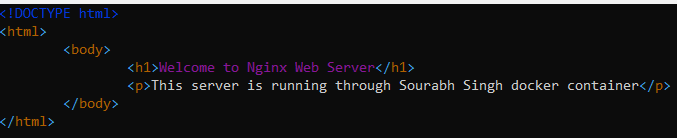 <!DOCTYPE html>
<html>
<body>
<h1>Welcome to Nginx Web Server</h1>
<p>This server is running through Sourabh Singh docker container</p>
</body>
</html>